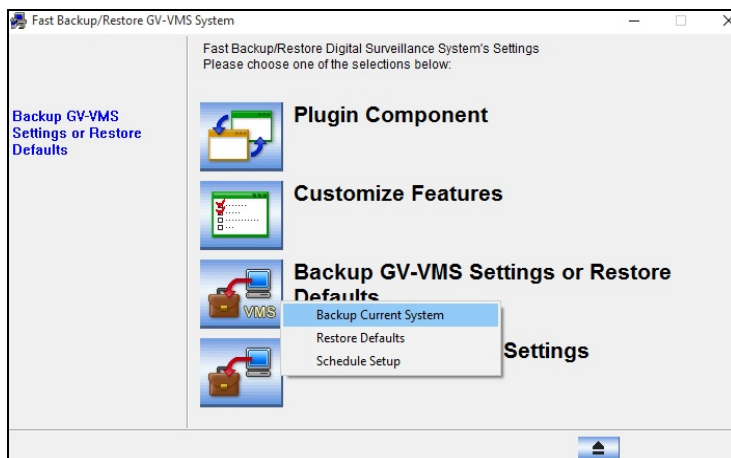 Fast Backup/Restore GV-VMS System
Fast Backup/Restore Digital Surveillance System's Settings
Please choose one of the selections below:
Backup GV-VMS
Settings or Restore
Defaults
Plugin Component
Customize Features
Backup GV-VMS Settings or Restore
Defaults
VMS
Backup Current System
Restore Defaults
Schedule Setup
Settings